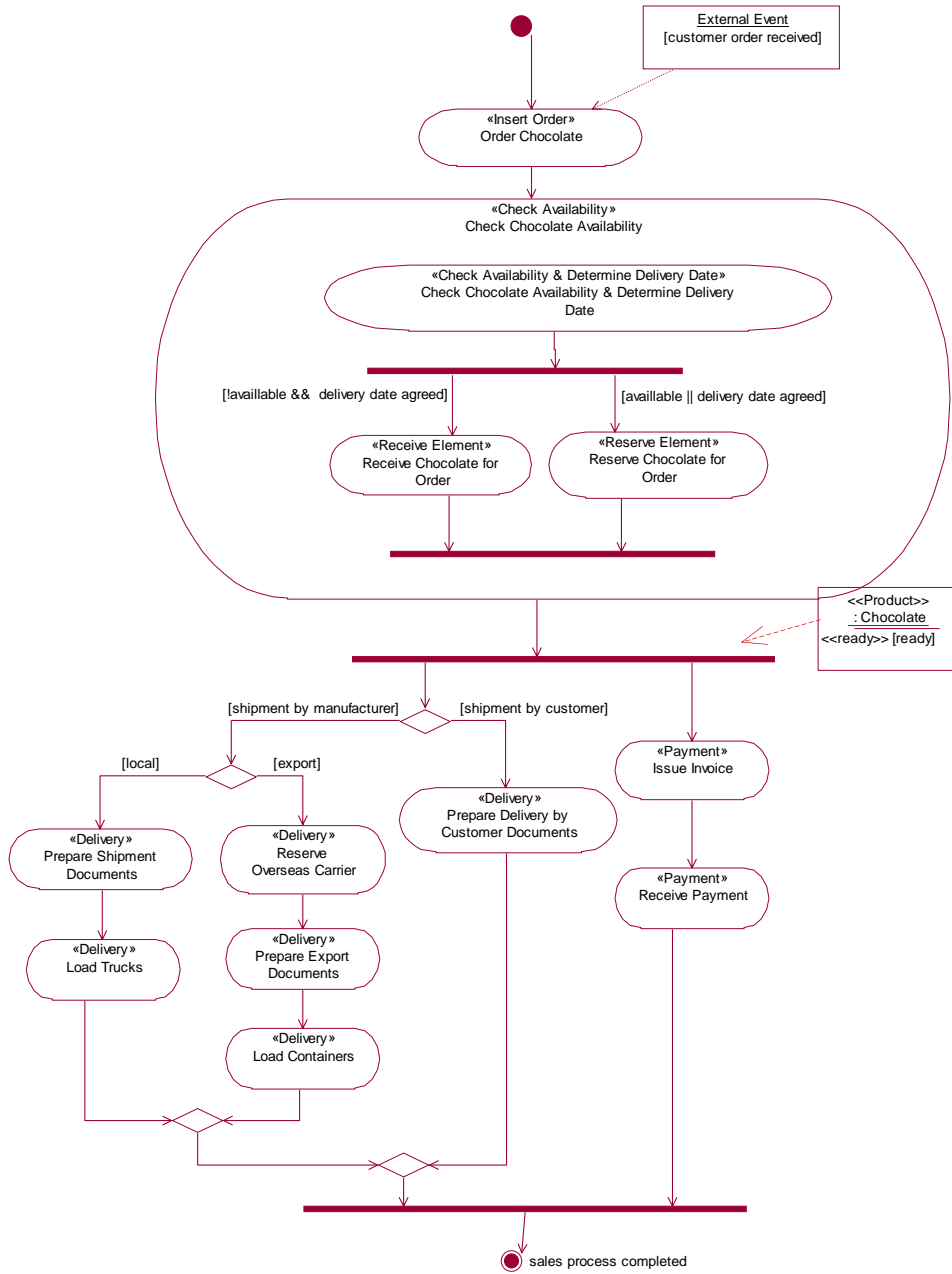 External Event
[customer order received]
«Insert Order»
Order Chocolate
«Check Availability»
Check Chocolate Availability
«Check Availability & Determine Delivery Date»
Check Chocolate Availability & Determine Delivery
Date
[!availlable && delivery date agreed]
[availlable || delivery date agreed]
«Receive Element»
Receive Chocolate for
Order
«Reserve Element»
Reserve Chocolate for
Order
<<Product>>
: Chocolate
<<ready>> [ready]
[shipment by manufacturer]
[shipment by customer]
[local]
[export]
«Payment»
Issue Invoice
«Delivery»
Prepare Delivery by
Customer Documents
«Delivery»
Prepare Shipment
Documents
«Delivery»
Reserve
Overseas Carrier
«Payment»
Receive Payment
«Delivery»
Load Trucks
«Delivery»
Prepare Export
Documents
«Delivery»
Load Containers
sales process completed